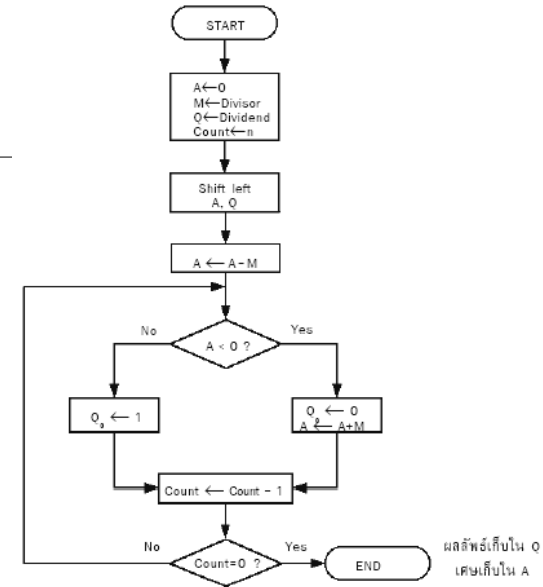 START
A←0
M←Divisor
Q←Dividend
Count←n
Shift left
A, Q
A ← A-M
No
A < 0 ?
Yes
Q₀ ← 1
Q₀ ← 0
A ← A+M
Count ← Count - 1
No
Count=0 ?
Yes
END
ผลลัพธ์เก็บใน Q
เศษเก็บใน A